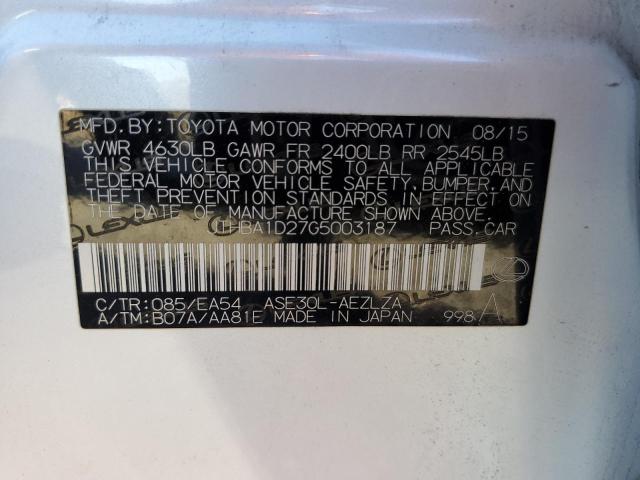 MFD.BY:TOYOTA MOTOR CORPORATION 08/15
GVWR 4630LB GAWR FR 2400LB RR 2545LB
THIS VEHICLE CONFORMS TO ALL APPLICABLE
FEDERAL MOTOR VEHICLE SAFETY, BUMPER, AND
THEFT PREVENTION STANDARDS IN EFFECT ON
THE DATE OF MANUFACTURE SHOWN ABOVE.
JTHBA1D27G5003187 PASS.CAR
C/TR:085/EA54 ASE30L-AEZLZA
A/TM:B07A/AA81E MADE IN JAPAN 998 A